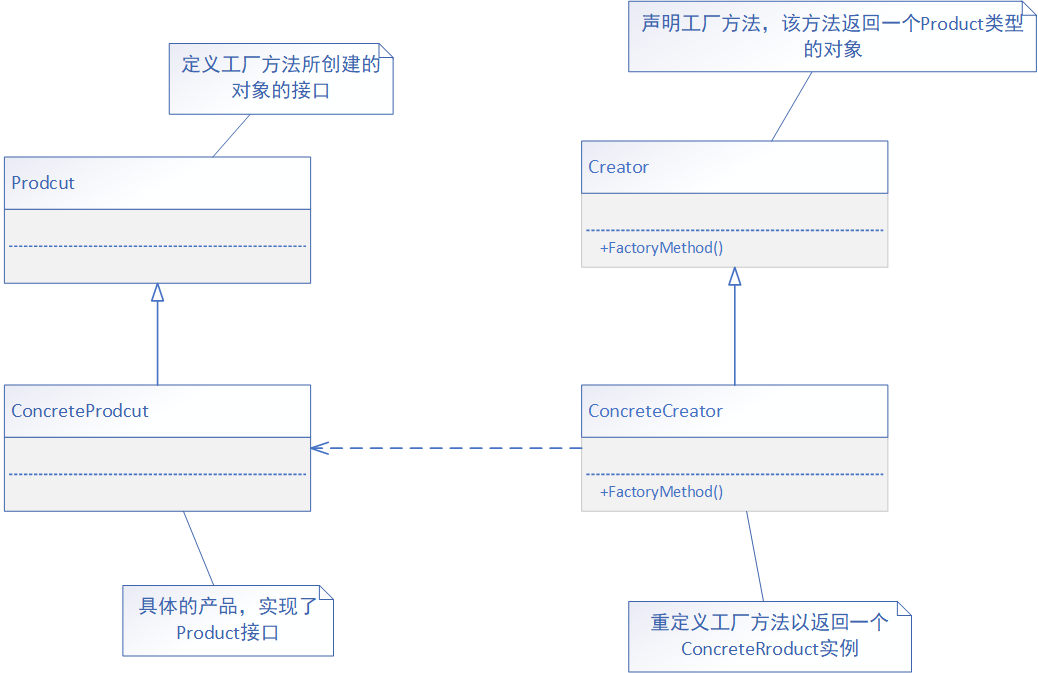 声明工厂方法，该方法返回一个Product类型
的对象
定义工厂方法所创建的
对象的接口
Prodcut
Creator
+FactoryMethod()
ConcreteProdcut
ConcreteCreator
+FactoryMethod()
具体的产品，实现了
Product接口
重定义工厂方法以返回一个
ConcreteRroduct实例